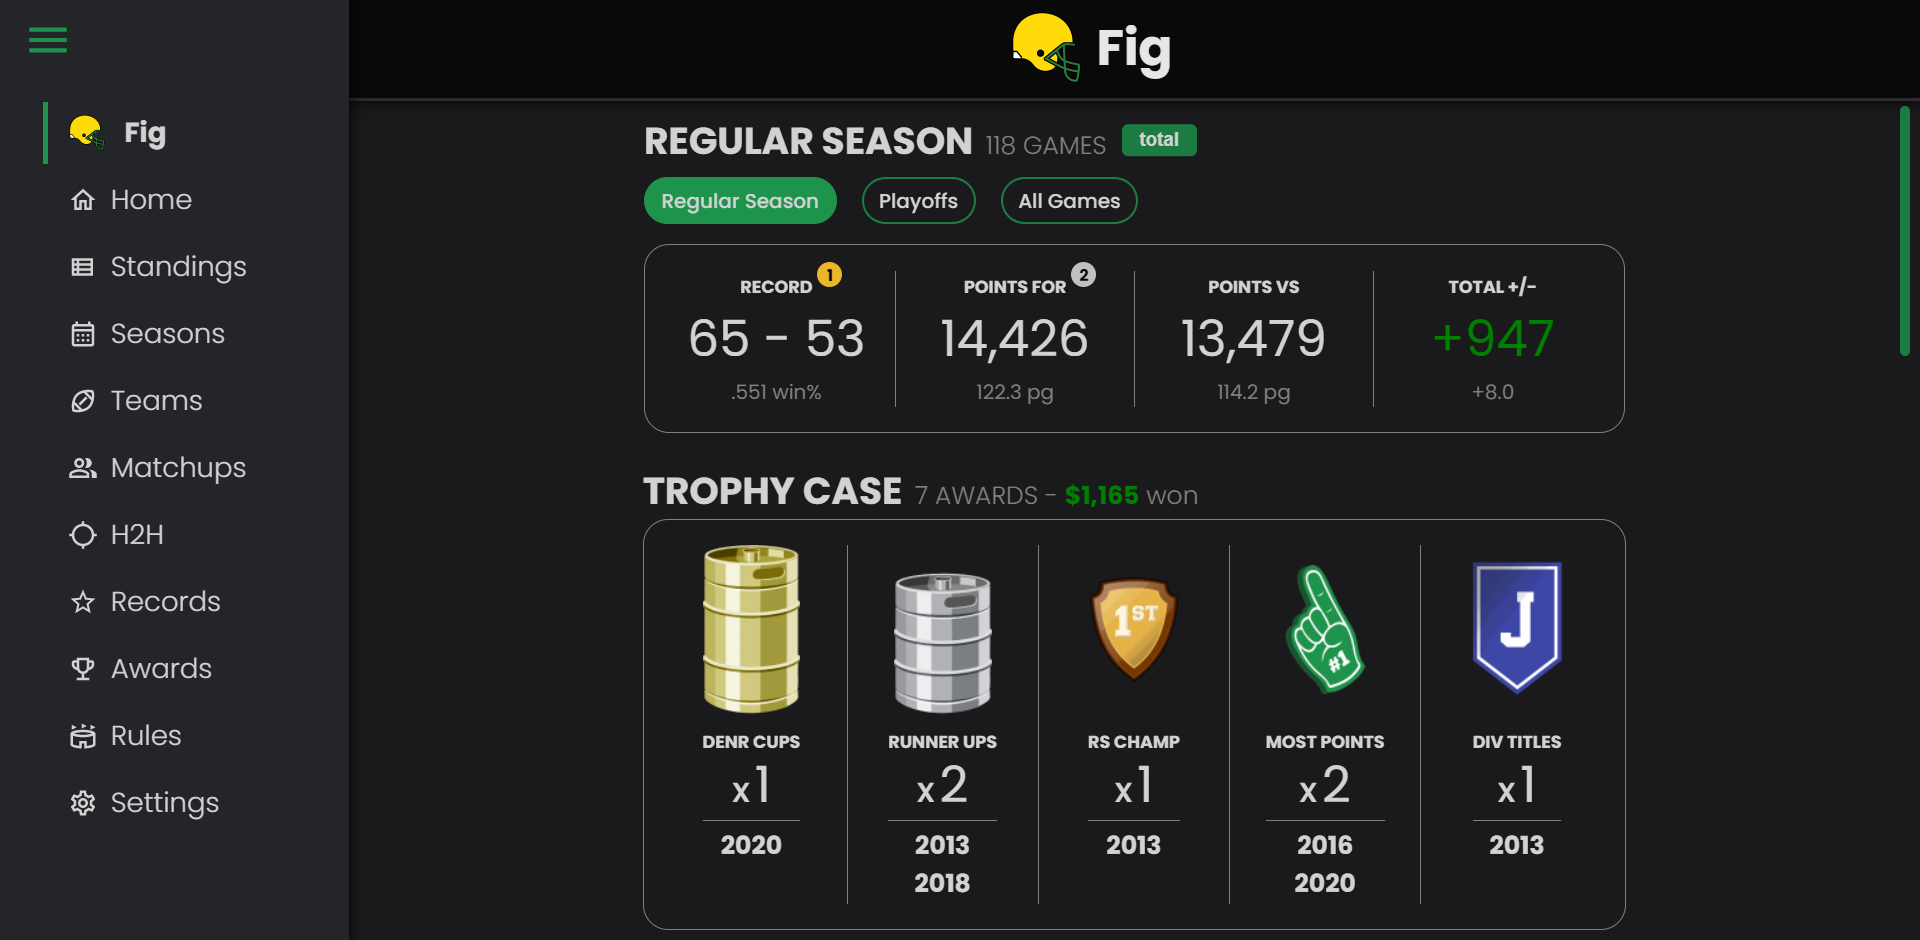 Fig
Fig
Home
Standings
Seasons
Teams
Matchups
H2H
Records
Awards
Rules
Settings
REGULAR SEASON 118 GAMES total
Regular Season Playoffs All Games
RECORD 1 POINTS FOR 2 POINTS VS TOTAL +/-
65 - 53 14,426 13,479 +947
.551 win% 122.3 pg 114.2 pg +8.0
TROPHY CASE 7 AWARDS - $1,165 won
1ST #1 J
DENR CUPS RUNNER UPS RS CHAMP MOST POINTS DIV TITLES
x1 x2 x1 x2 x1
2020 2013 2013 2016 2013
2018 2020